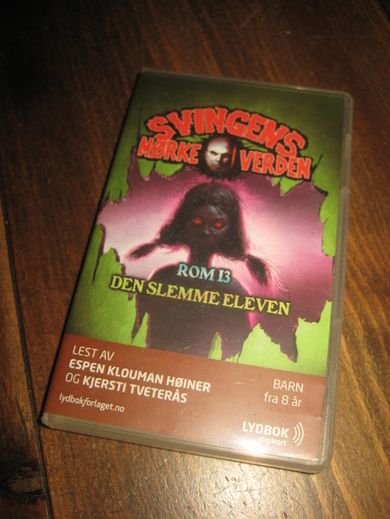 SVINGENS
MØRKE VERDEN
ROM 13
DEN SLEMME ELEVEN
LEST AV
ESPEN KLOUMAN HØINER
OG KJERSTI TVETERÅS
lydbokforlaget.no
BARN
fra 8 år
LYDBOK
digikort